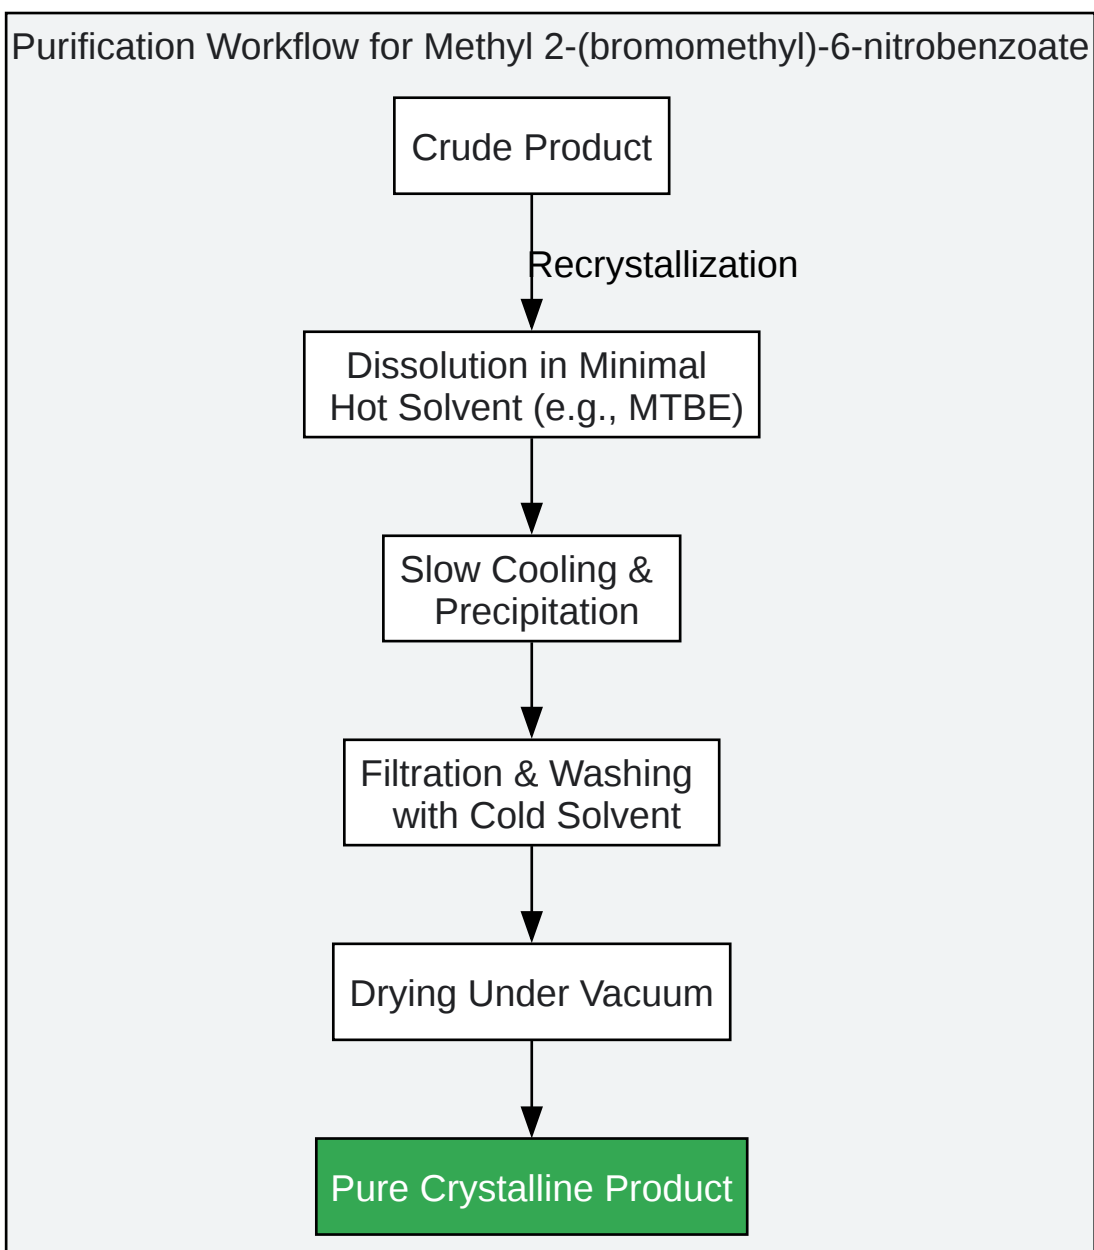 Purification Workflow for Methyl 2-(bromomethyl)-6-nitrobenzoate
Crude Product
Recrystallization
Dissolution in Minimal
Hot Solvent (e.g., MTBE)
Slow Cooling &
Precipitation
Filtration & Washing
with Cold Solvent
Drying Under Vacuum
Pure Crystalline Product